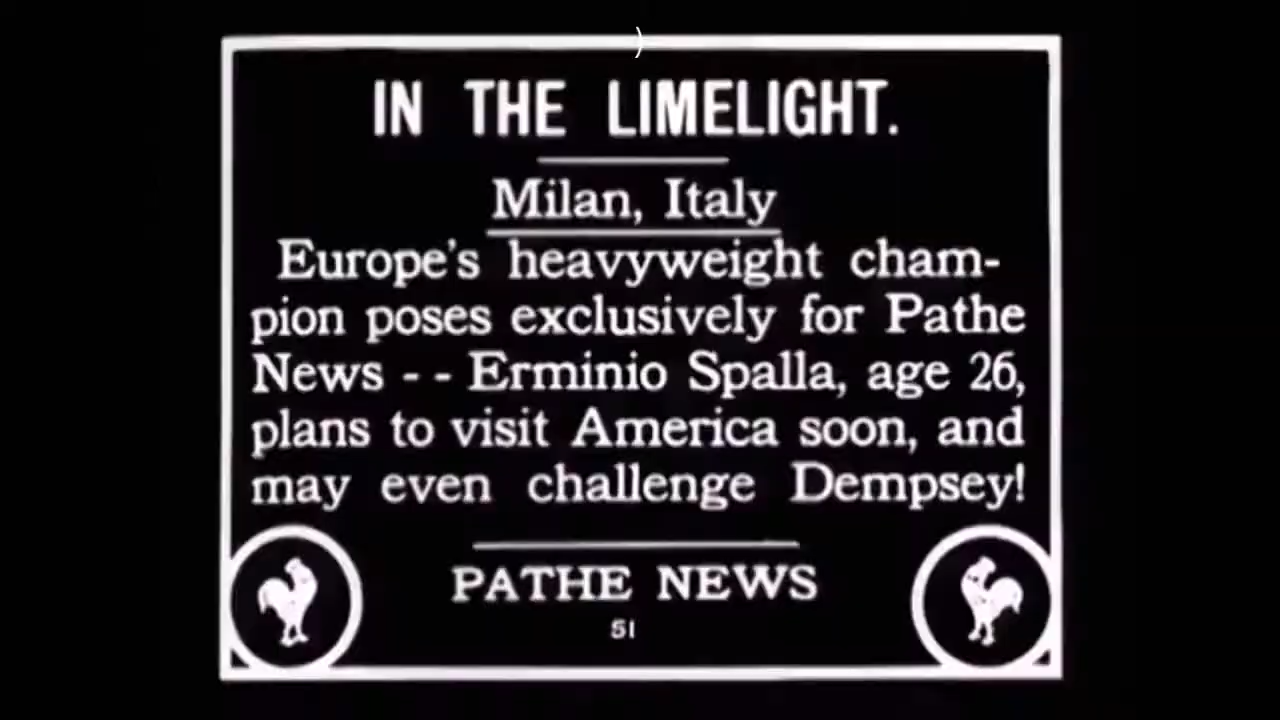 )
IN THE LIMELIGHT.
Milan, Italy
Europe's heavyweight cham-
pion poses exclusively for Pathe
News - - Erminio Spalla, age 26,
plans to visit America soon, and
may even challenge Dempsey!
PATHE NEWS
51